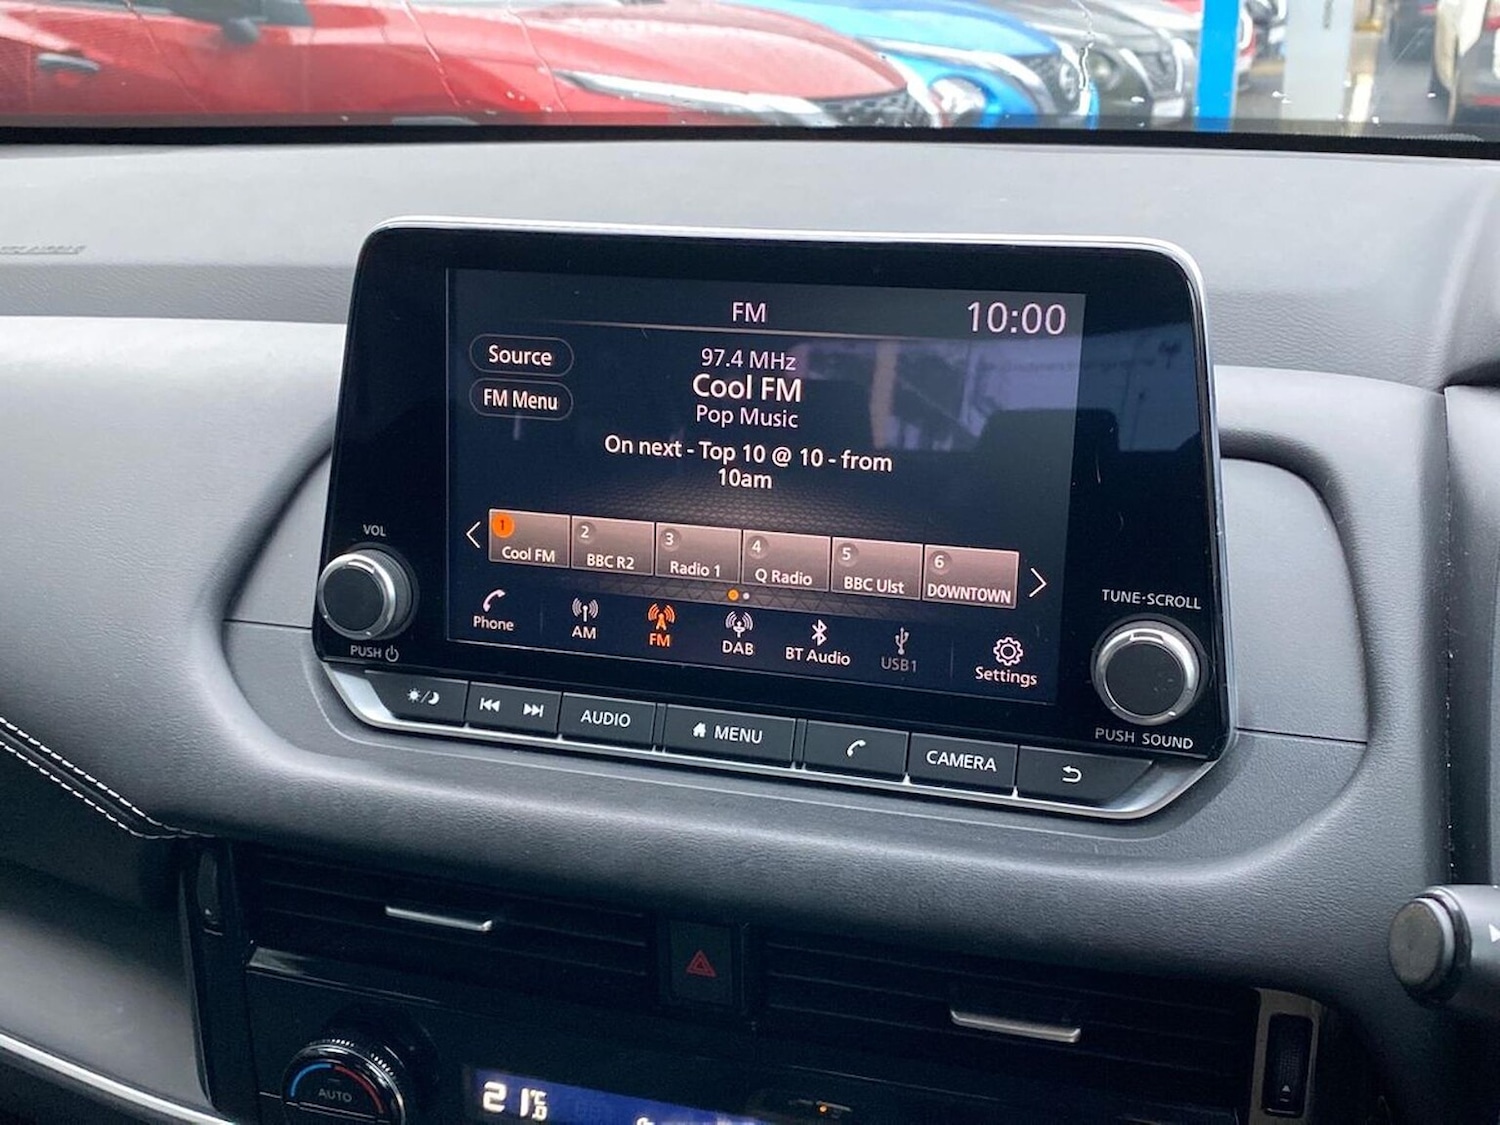 FM
10:00
Source
97.4 MHz
Cool FM
FM Menu
Pop Music
On next - Top 10 @ 10 - from
10am
1
Cool FM
2
BBC R2
3
Radio 1
4
Q Radio
5
BBC Ulst
6
DOWNTOWN
Phone
AM
FM
DAB
BT Audio
USB1
Settings
VOL
PUSH
TUNE·SCROLL
PUSH SOUND
AUDIO
MENU
CAMERA
AUTO
21°C